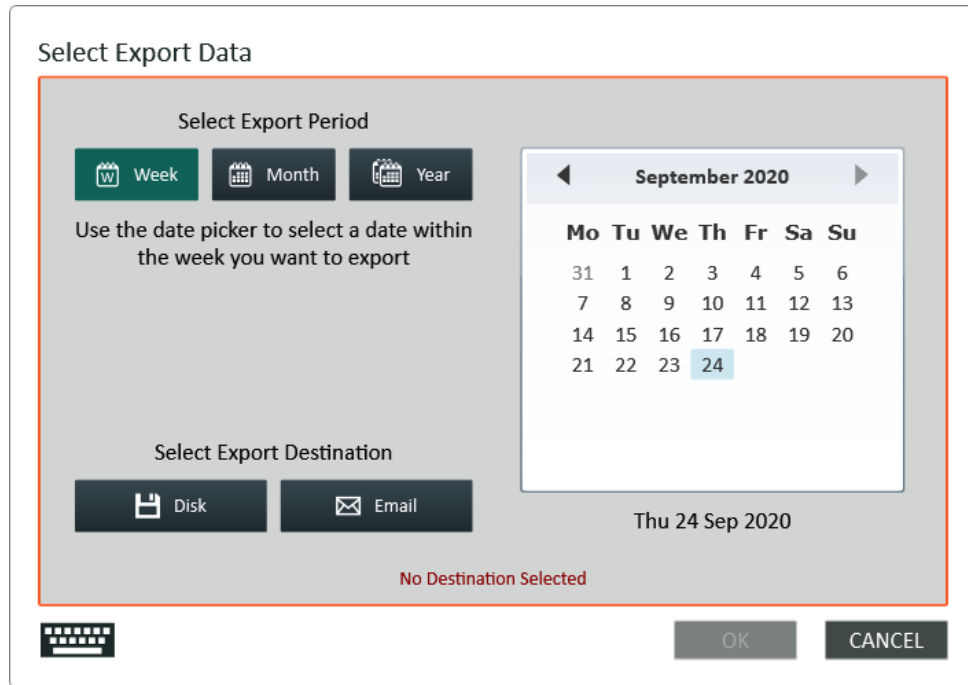 Select Export Data
Select Export Period
W Week Month Year
Use the date picker to select a date within
the week you want to export
September 2020
Mo Tu We Th Fr Sa Su
31 1 2 3 4 5 6
7 8 9 10 11 12 13
14 15 16 17 18 19 20
21 22 23 24
Select Export Destination
Disk Email
Thu 24 Sep 2020
No Destination Selected
OK CANCEL